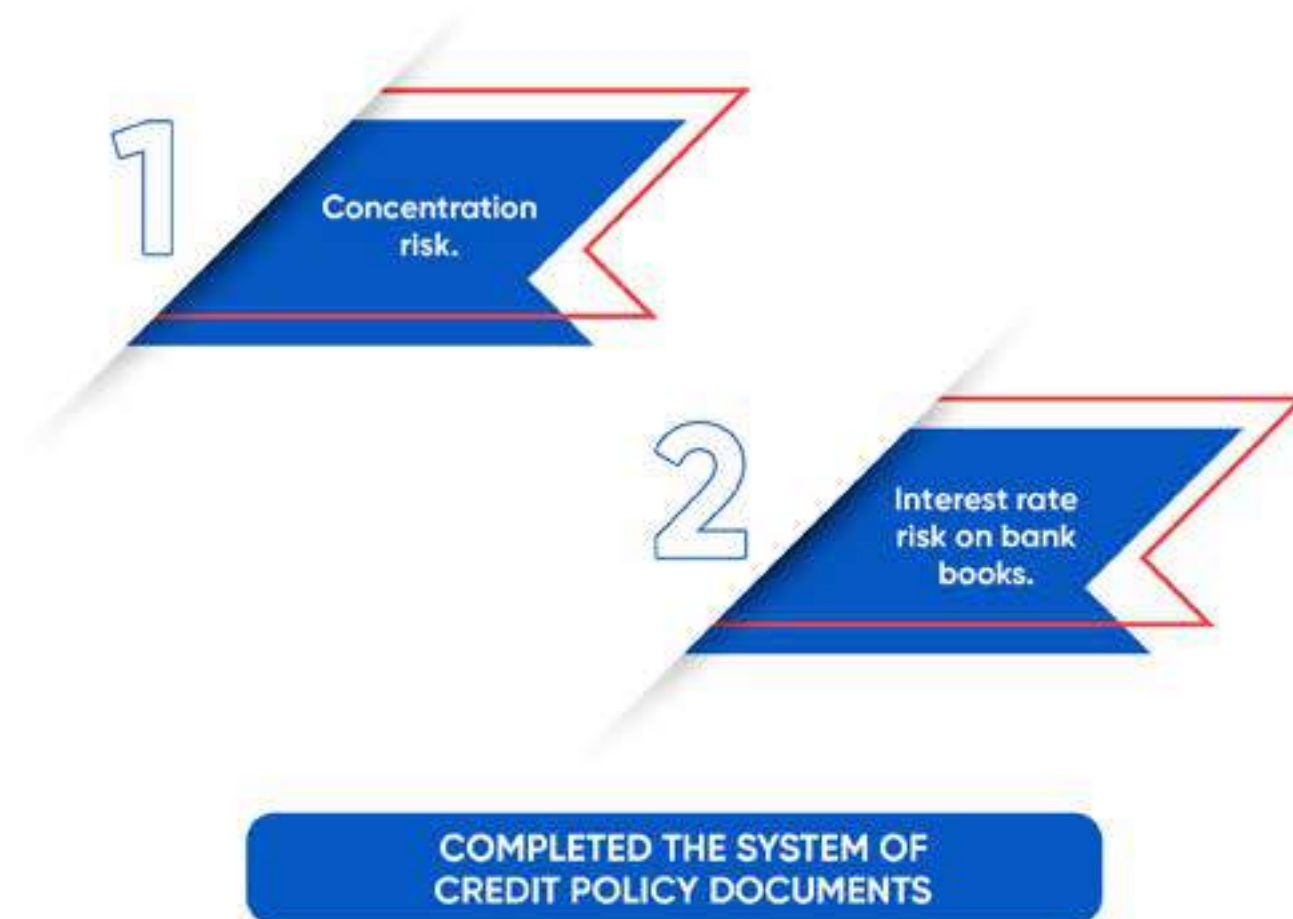 1
Concentration
risk.
2
Interest rate
risk on bank
books.
COMPLETED THE SYSTEM OF
CREDIT POLICY DOCUMENTS